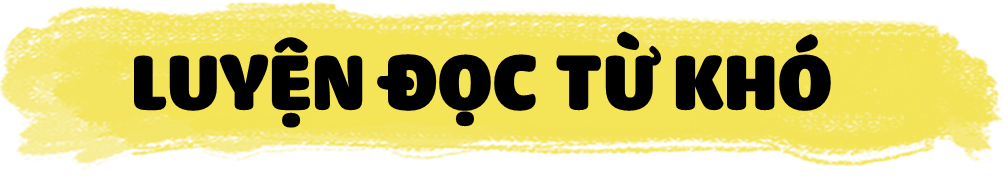 LUYỆN ĐỌC TỪ KHÓ